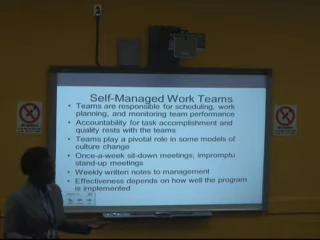 Self-Managed Work Teams
• Teams are responsible for scheduling, work
planning, and monitoring team performance
• Accountability for task accomplishment and
quality rests with the teams
• Teams play a pivotal role in some models of
culture change
• Once-a-week sit-down meetings; impromptu
stand-up meetings
• Weekly written notes to management
• Effectiveness depends on how well the program
is implemented